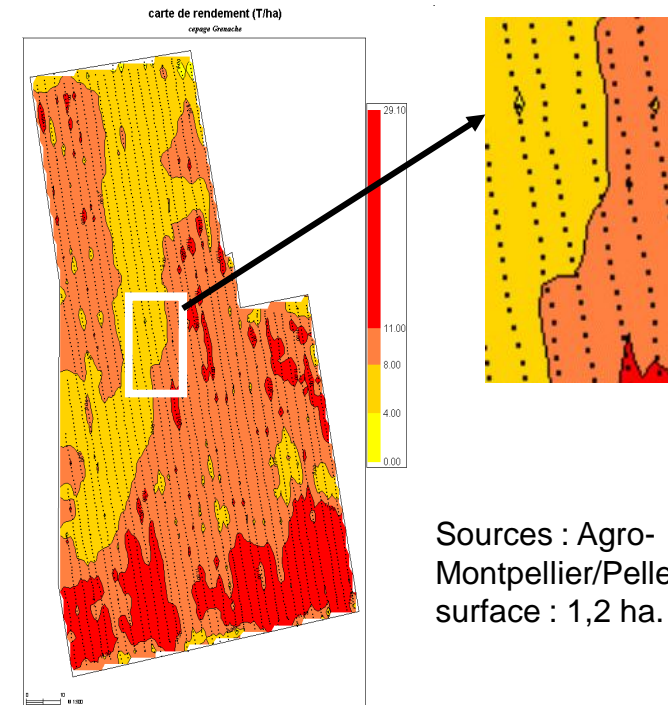 carte de rendement (T/ha)
cepage Grenache
29.10
11.00
8.00
4.00
0.00
Sources : Agro-
Montpellier/Pelle
surface : 1,2 ha.